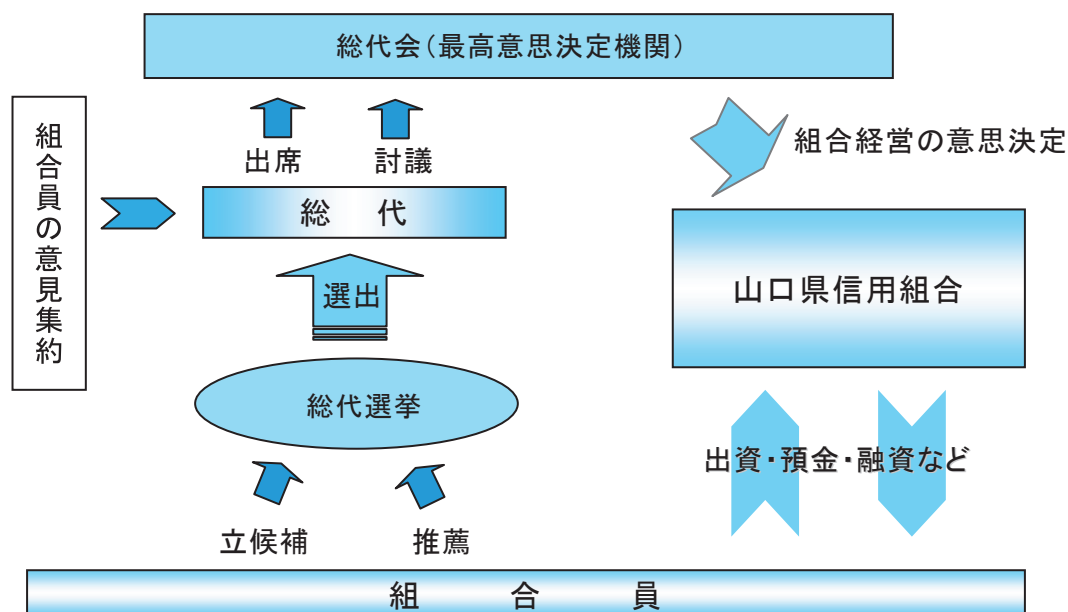 総代会(最高意思決定機関)
組合員の意見集約
出席
討議
組合経営の意思決定
総 代
選出
山口県信用組合
総代選挙
出資・預金・融資など
立候補
推薦
組 合 員